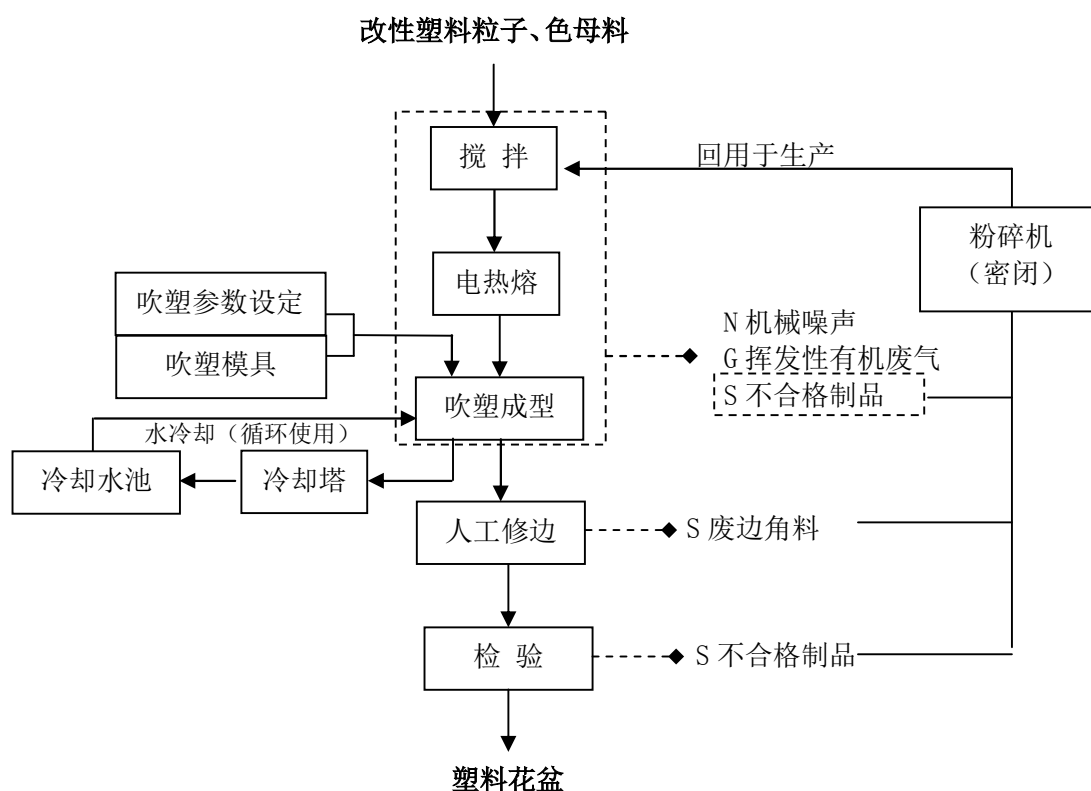 改性塑料粒子、色母料
搅 拌
回用于生产
粉碎机
（密闭）
电热熔
吹塑参数设定
吹塑模具
N 机械噪声
G 挥发性有机废气
S 不合格制品
吹塑成型
水冷却（循环使用）
冷却水池
冷却塔
人工修边
S 废边角料
检 验
S 不合格制品
塑料花盆